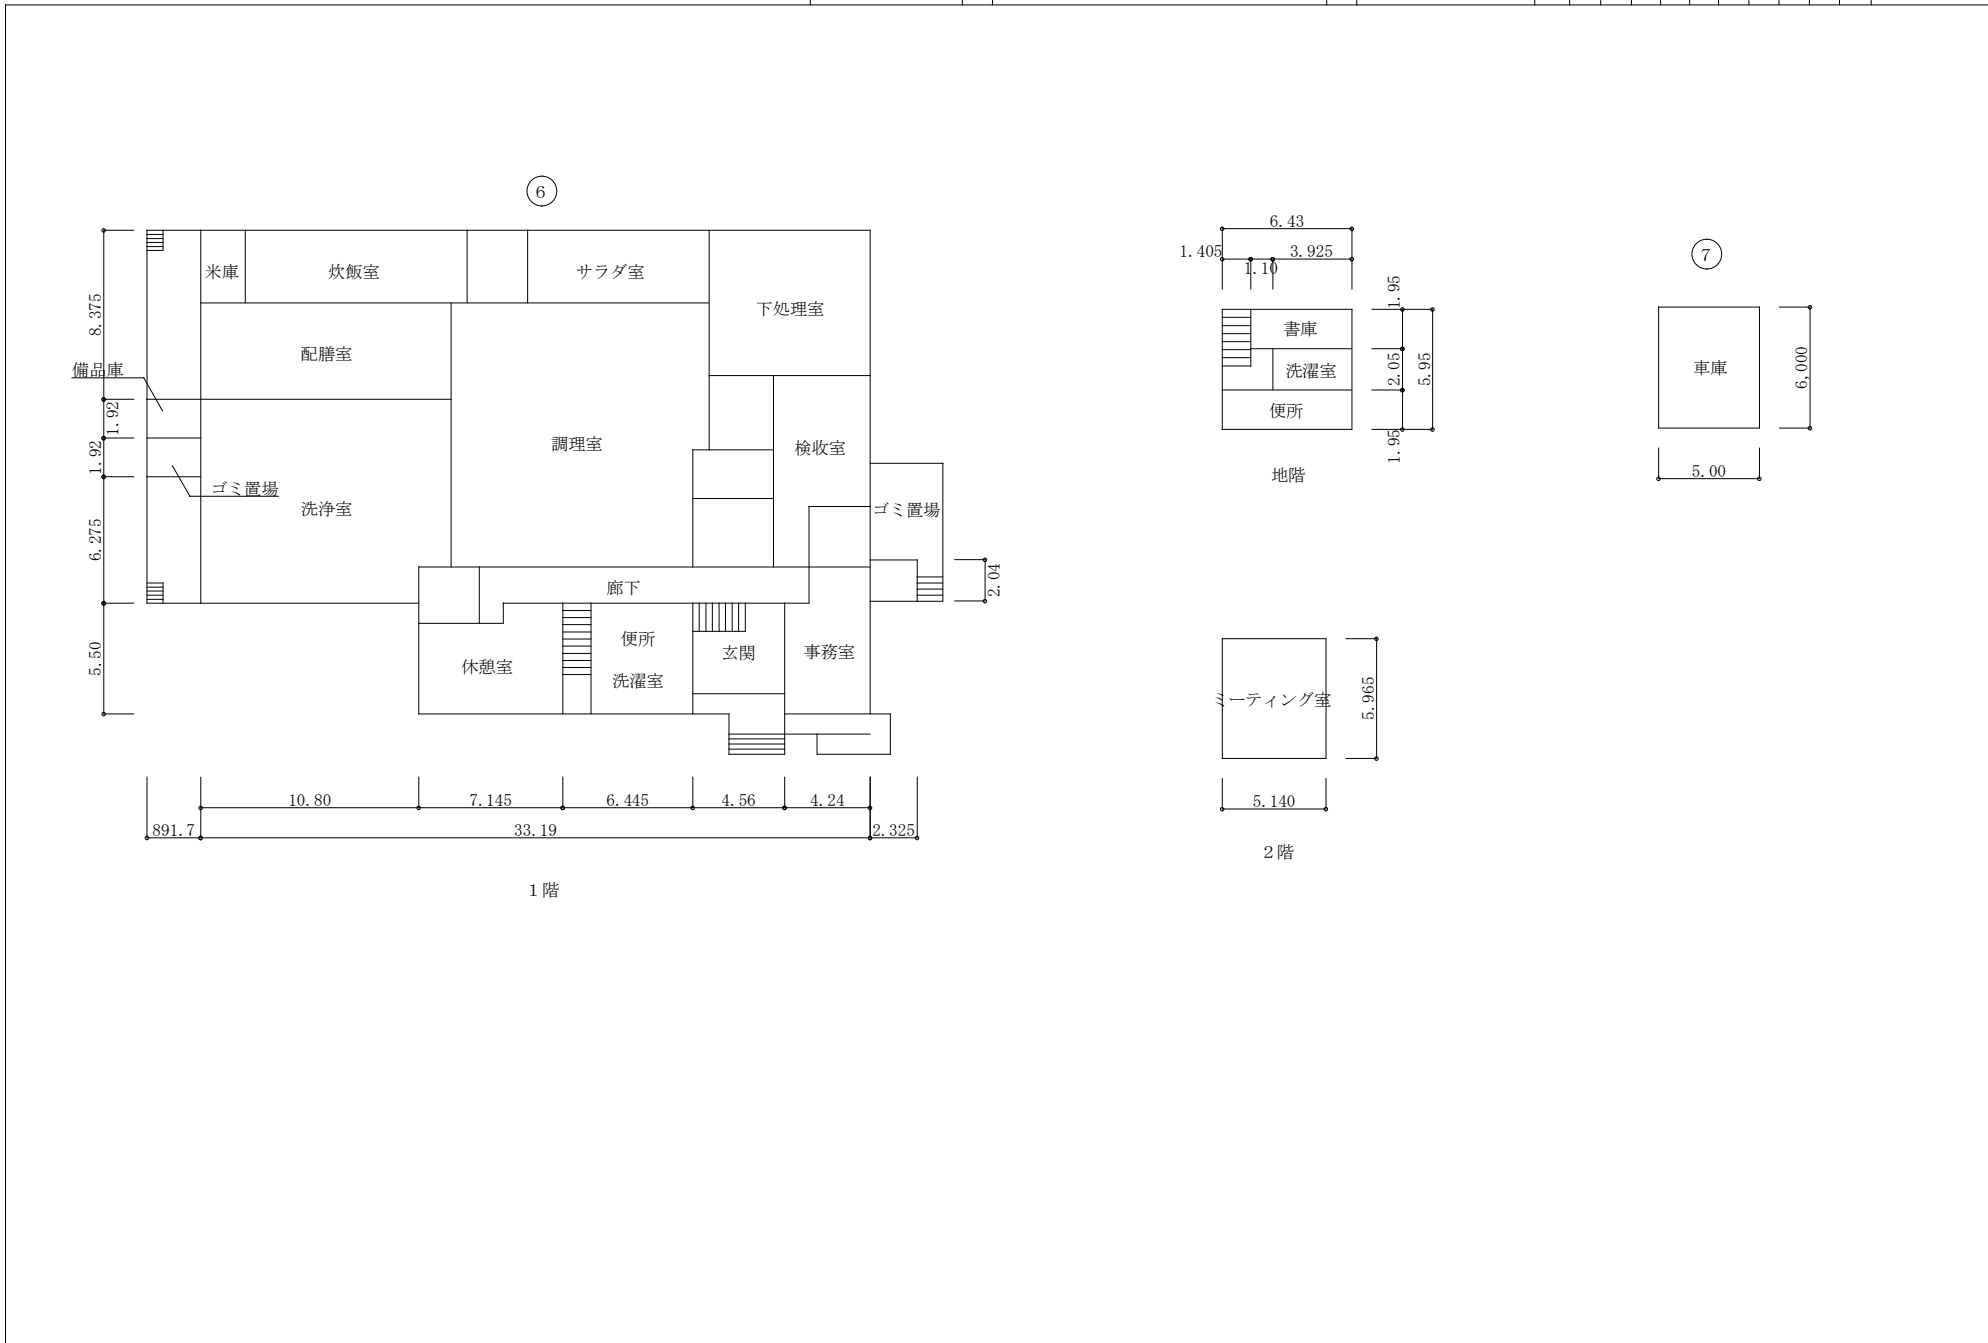 6
米庫
炊飯室
サラダ室
下処理室
配膳室
備品庫
調理室
検収室
ゴミ置場
洗浄室
ゴミ置場
廊下
便所
休憩室
玄関
事務室
洗濯室
8.375
1.92
1.92
6.275
5.50
2.04
10.80
7.145
6.445
4.56
4.24
891.7
33.19
2.325
1階
6.43
1.405
1.10
3.925
書庫
洗濯室
便所
1.95
2.05
5.95
1.95
地階
ミーティング室
5.965
5.140
2階
7
車庫
6,000
5.00